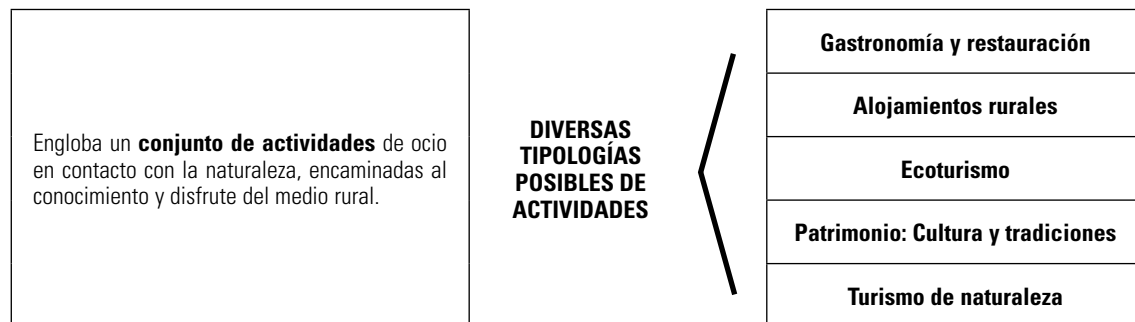 Engloba un conjunto de actividades de ocio
en contacto con la naturaleza, encaminadas al
conocimiento y disfrute del medio rural.
DIVERSAS
TIPOLOGÍAS
POSIBLES DE
ACTIVIDADES
Gastronomía y restauración
Alojamientos rurales
Ecoturismo
Patrimonio: Cultura y tradiciones
Turismo de naturaleza